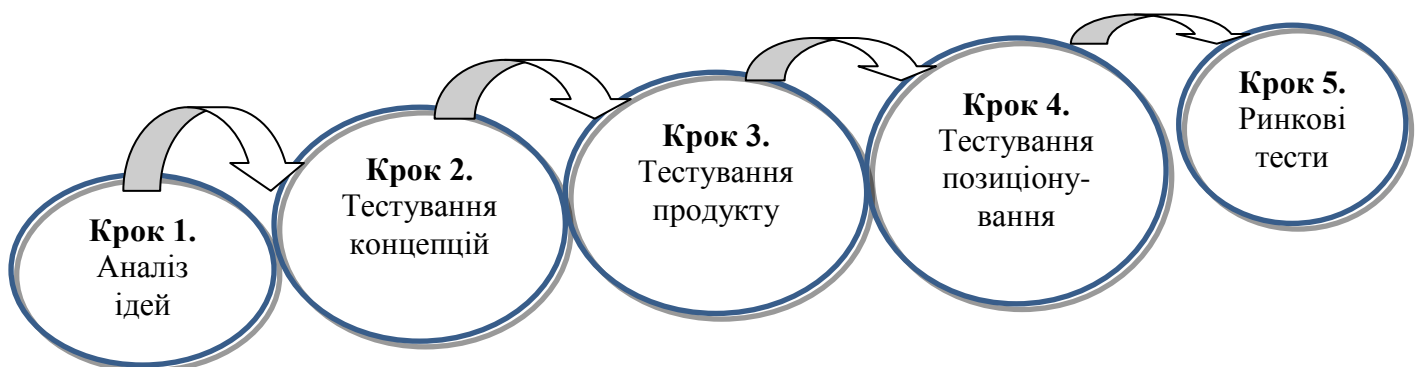 Крок 1.
Аналіз
ідей
Крок 2.
Тестування
концепцій
Крок 3.
Тестування
продукту
Крок 4.
Тестування
позиціону-
вання
Крок 5.
Ринкові
тести